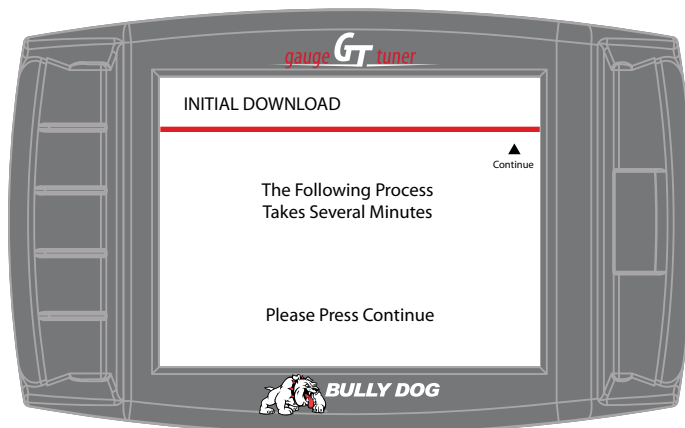 gauge GT tuner
INITIAL DOWNLOAD
▲
Continue
The Following Process
Takes Several Minutes
Please Press Continue
BULLY DOG